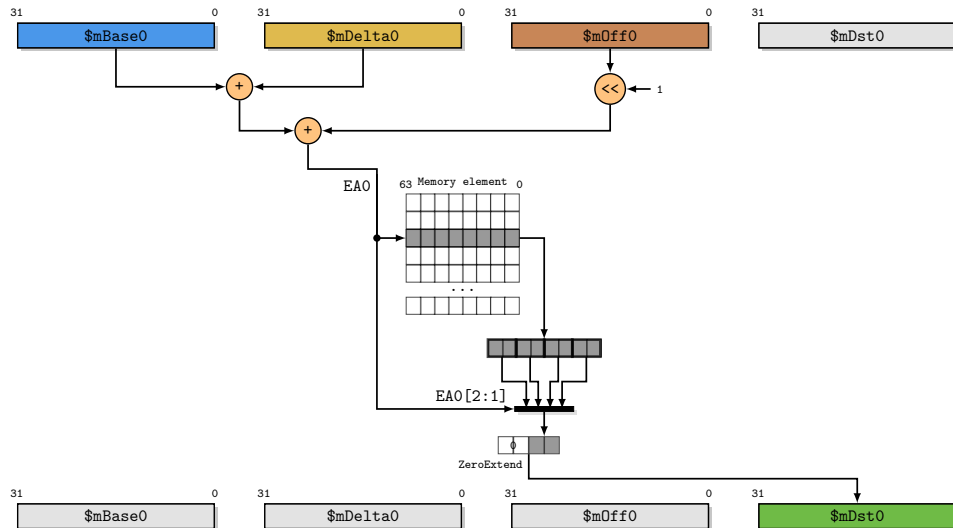 31 0 31 0 31 0 31
$mBase0 $mDelta0 $mOff0 $mDst0
+ << 1
+
EA0
63 Memory element 0
...
EA0[2:1]
0
ZeroExtend
31 0 31 0 31 0 31
$mBase0 $mDelta0 $mOff0 $mDst0